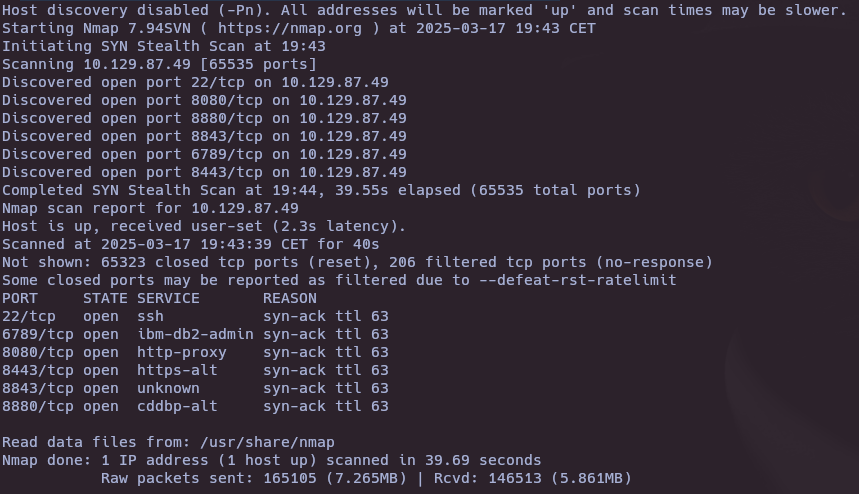 Host discovery disabled (-Pn). All addresses will be marked 'up' and scan times may be slower.
Starting Nmap 7.94SVN ( https://nmap.org ) at 2025-03-17 19:43 CET
Initiating SYN Stealth Scan at 19:43
Scanning 10.129.87.49 [65535 ports]
Discovered open port 22/tcp on 10.129.87.49
Discovered open port 8080/tcp on 10.129.87.49
Discovered open port 8880/tcp on 10.129.87.49
Discovered open port 8843/tcp on 10.129.87.49
Discovered open port 6789/tcp on 10.129.87.49
Discovered open port 8443/tcp on 10.129.87.49
Completed SYN Stealth Scan at 19:44, 39.55s elapsed (65535 total ports)
Nmap scan report for 10.129.87.49
Host is up, received user-set (2.3s latency).
Scanned at 2025-03-17 19:43:39 CET for 40s
Not shown: 65323 closed tcp ports (reset), 206 filtered tcp ports (no-response)
Some closed ports may be reported as filtered due to --defeat-rst-ratelimit
PORT     STATE SERVICE       REASON
22/tcp   open  ssh           syn-ack ttl 63
6789/tcp open  ibm-db2-admin syn-ack ttl 63
8080/tcp open  http-proxy    syn-ack ttl 63
8443/tcp open  https-alt     syn-ack ttl 63
8843/tcp open  unknown       syn-ack ttl 63
8880/tcp open  cddbp-alt     syn-ack ttl 63
Read data files from: /usr/share/nmap
Nmap done: 1 IP address (1 host up) scanned in 39.69 seconds
           Raw packets sent: 165105 (7.265MB) | Rcvd: 146513 (5.861MB)